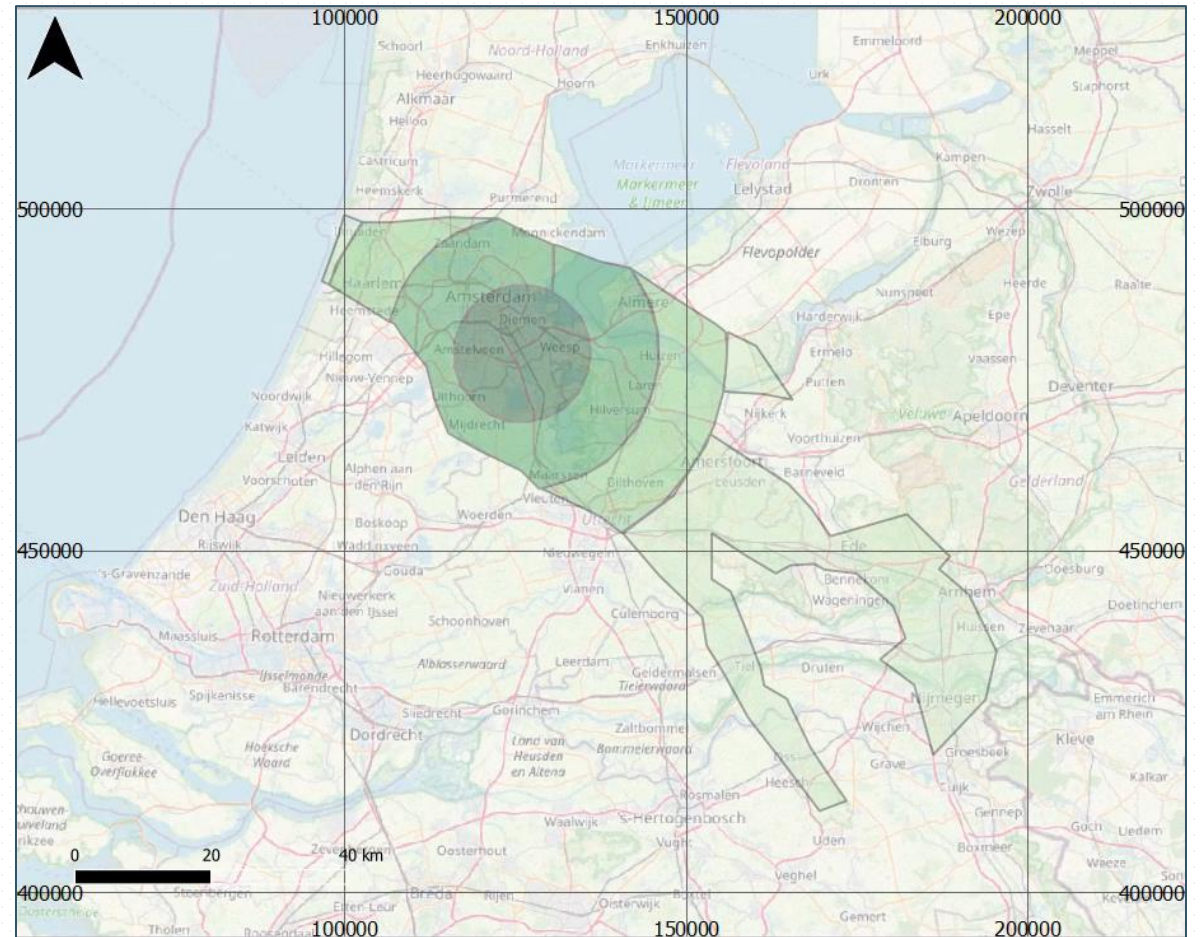 100000 150000 200000
Schoorl Noord-Holland Enkhuizen Emmeloord Meppel
Heerhugowaard Hoorn Urk Staphorst
Alkmaar
Heiloo Hasselt
Castricum Markermeer Flevoland Kampen
Heemskerk Purmerend Markermeer Lelystad Dronten Zwolle
& IJmeer
500000 500000
Monnickendam Wezep
Zaandam Flevopolder Elburg
Haarlem Nunspeet Heerde Raalte
Amsterdam Almere
Heemstede Diemen Harderwijk Epe
Amstelveen Weesp Huizen Ermelo Vaassen
Hillegom
Nieuw-Vennep Laren Putten Deventer
Noordwijk Uithoorn Hilversum Nijkerk Veluwe Apeldoorn
Katwijk Mijdrecht Voorthuizen
Leiden Amersfoort
Voorschoten Alphen aan Maarssen Bilthoven Leusden Barneveld Gelderland
den Rijn
Vleuten
Den Haag Boskoop Woerden Utrecht
Rijswijk Waddinxveen Nieuwegein Ede
450000 450000
's-Gravenzande Gouda Doesburg
Zuid-Holland Vianen Bennekom
Nieuwerkerk Wageningen Arnhem
aan den IJssel Culemborg Doetinchem
Maassluis Rotterdam Schoonhoven Huissen Zevenaar
Alblasserwaard Leerdam Geldermalsen Tiel Druten
IJsselmonde Tielerwaard
Spijkenisse Barendrecht Nijmegen Emmerich
Hellevoetsluis am Rhein
Sliedrecht Gorinchem Zaltbommel Wijchen
Dordrecht Land van Bommelerwaard Kleve
Goeree- Hoeksche Heusden Groesbeek
Overflakkee Waard en Altena Oss Grave
Heesch Cuijk Kalkar
Rosmalen Gennep
Waalwijk 's-Hertogenbosch Goch Uedem
Vught Uden Boxmeer
0 20 40 km
Oosterhout Weeze
Veghel
400000 400000
Steenbergen Breda Rijen Boxtel
Etten-Leur Oisterwijk Gemert
Tholen Roosendaal
100000 150000 200000